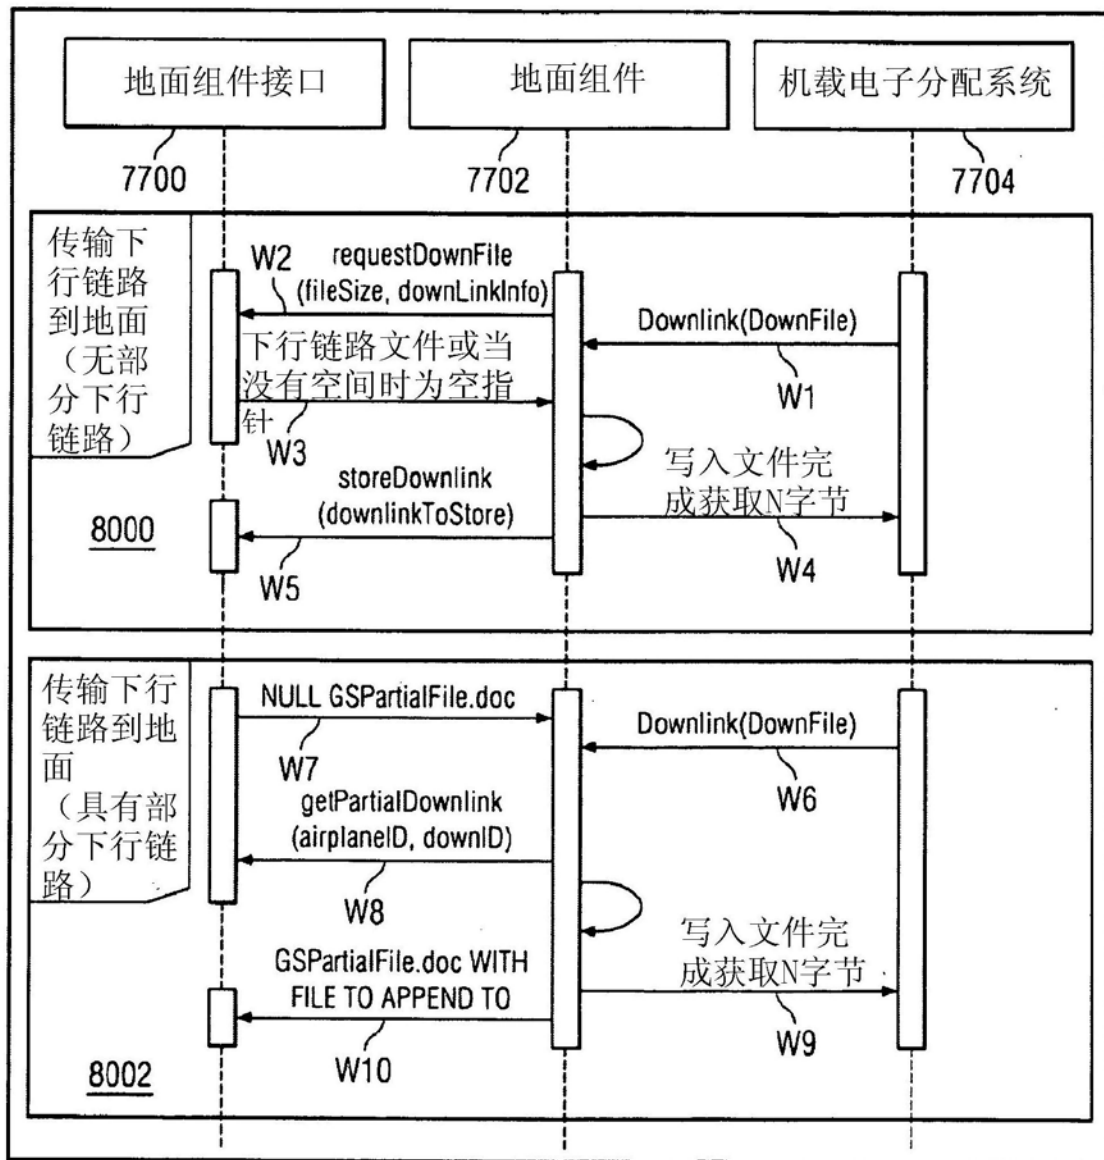 地面组件接口
地面组件
机载电子分配系统
7700
7702
7704
传输下
行链路
到地面
（无部
分下行
链路）
8000
W2
requestDownFile
(fileSize, downLinkInfo)
Downlink(DownFile)
W1
下行链路文件或当
没有空间时为空指
针
W3
写入文件完
成获取N字节
W4
storeDownlink
(downlinkToStore)
W5
传输下行
链路到地
面
（具有部
分下行链
路）
8002
NULL GSPartialFile.doc
W7
Downlink(DownFile)
W6
getPartialDownlink
(airplaneID, downID)
W8
写入文件完
成获取N字节
W9
GSPartialFile.doc WITH
FILE TO APPEND TO
W10